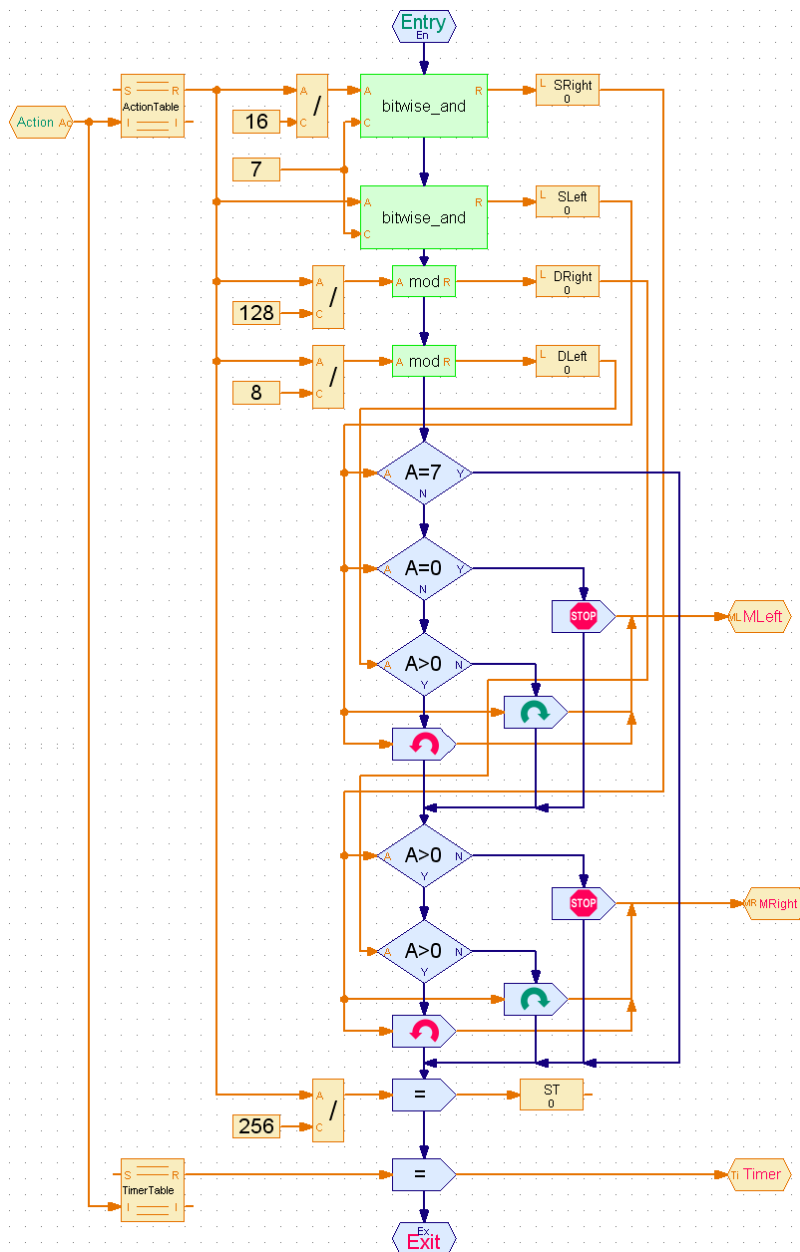 Entry
En
S R
ActionTable
I I
Action Ac
A
C
/
16
A R
bitwise_and
C
L SRight
0
7
A R
bitwise_and
C
L SLeft
0
A
C
/
128
A mod R
L DRight
0
A
C
/
8
A mod R
L DLeft
0
A A=7 Y
N
A A=0 Y
N
STOP
ML MLeft
A A>0 N
Y
A A>0 N
Y
STOP
MR MRight
A A>0 N
Y
A
C
/
256
=
ST
0
S R
TimerTable
I I
=
Ti Timer
Ex
Exit